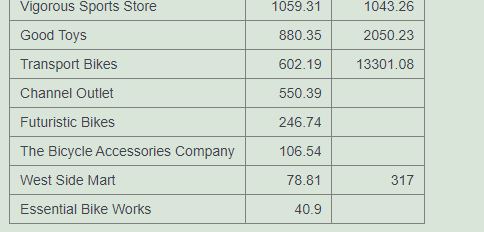 Vigorous Sports Store 1059.31 1043.26
Good Toys 880.35 2050.23
Transport Bikes 602.19 13301.08
Channel Outlet 550.39
Futuristic Bikes 246.74
The Bicycle Accessories Company 106.54
West Side Mart 78.81 317
Essential Bike Works 40.9